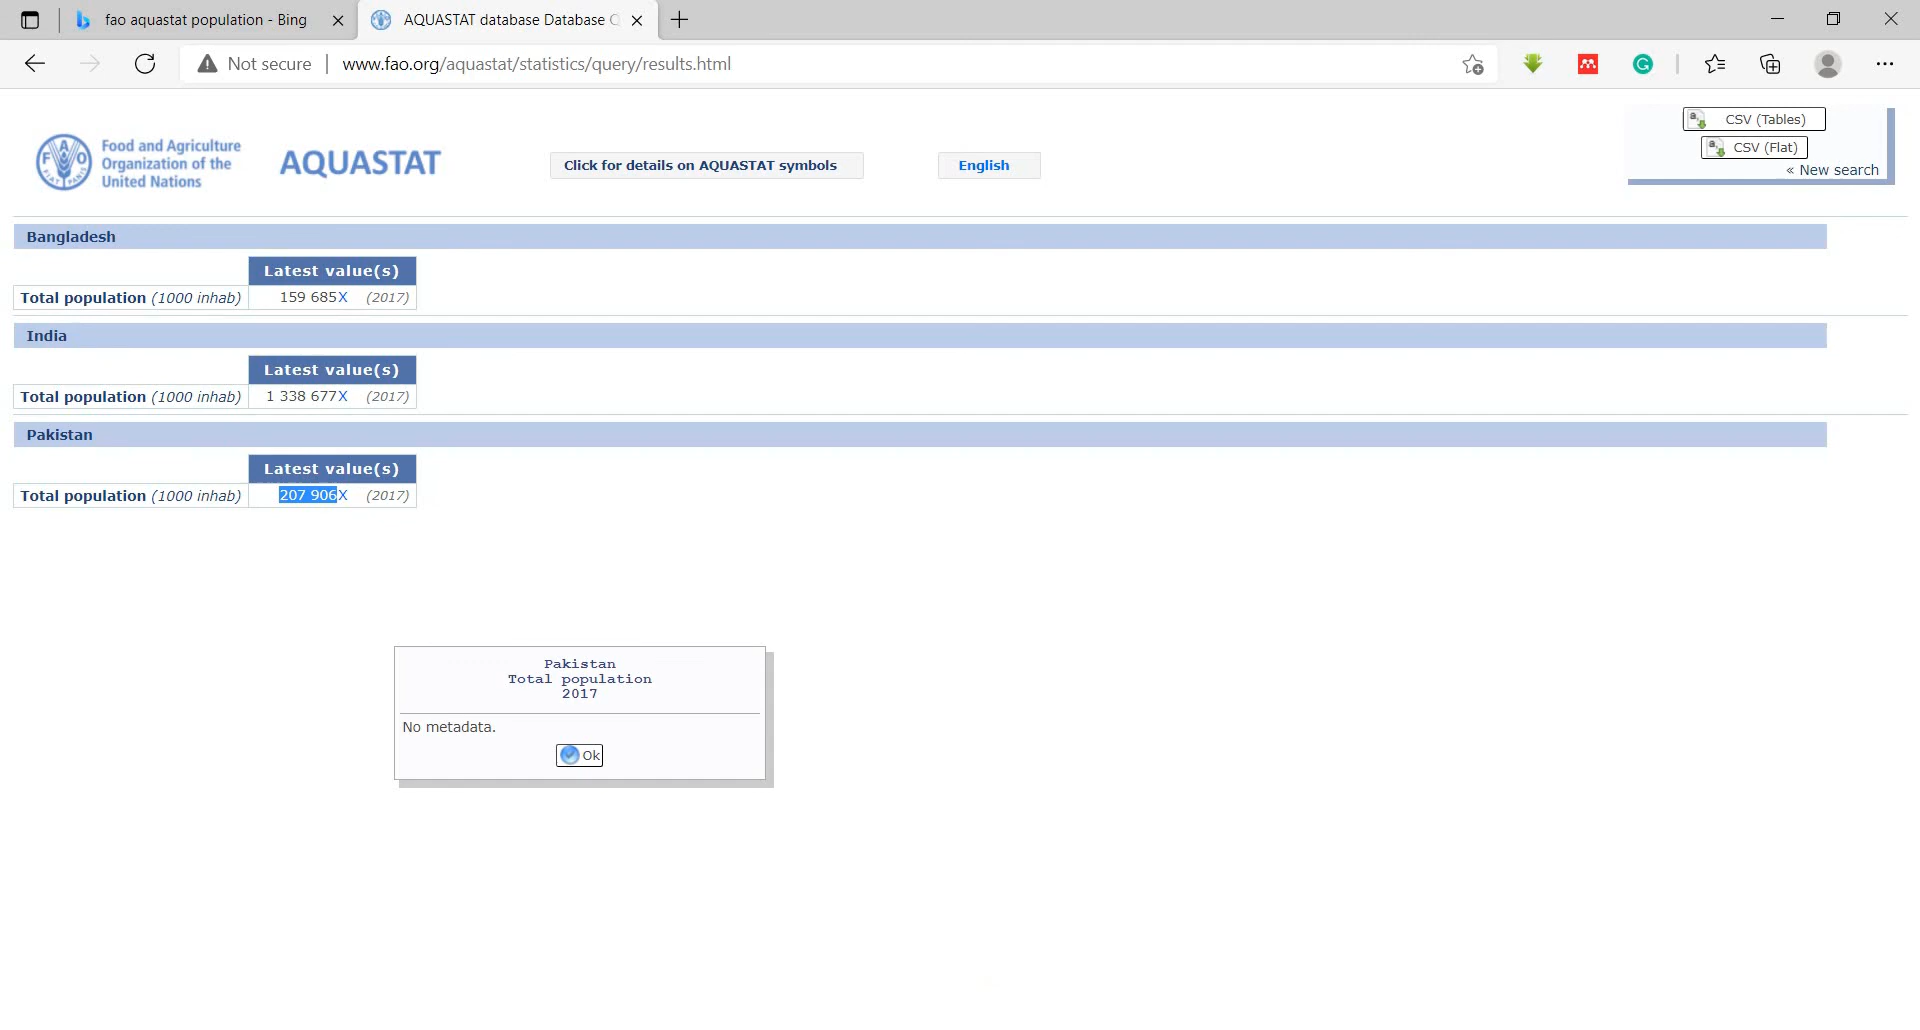 fao aquastat population - Bing
AQUASTAT database Database
Not secure
www.fao.org/aquastat/statistics/query/results.html
CSV (Tables)
CSV (Flat)
« New search
Food and Agriculture
Organization of the
United Nations
AQUASTAT
Click for details on AQUASTAT symbols
English
Bangladesh
Latest value(s)
Total population (1000 inhab) 159 685X (2017)
India
Latest value(s)
Total population (1000 inhab) 1 338 677X (2017)
Pakistan
Latest value(s)
Total population (1000 inhab) 207 906X (2017)
Pakistan
Total population
2017
No metadata.
Ok